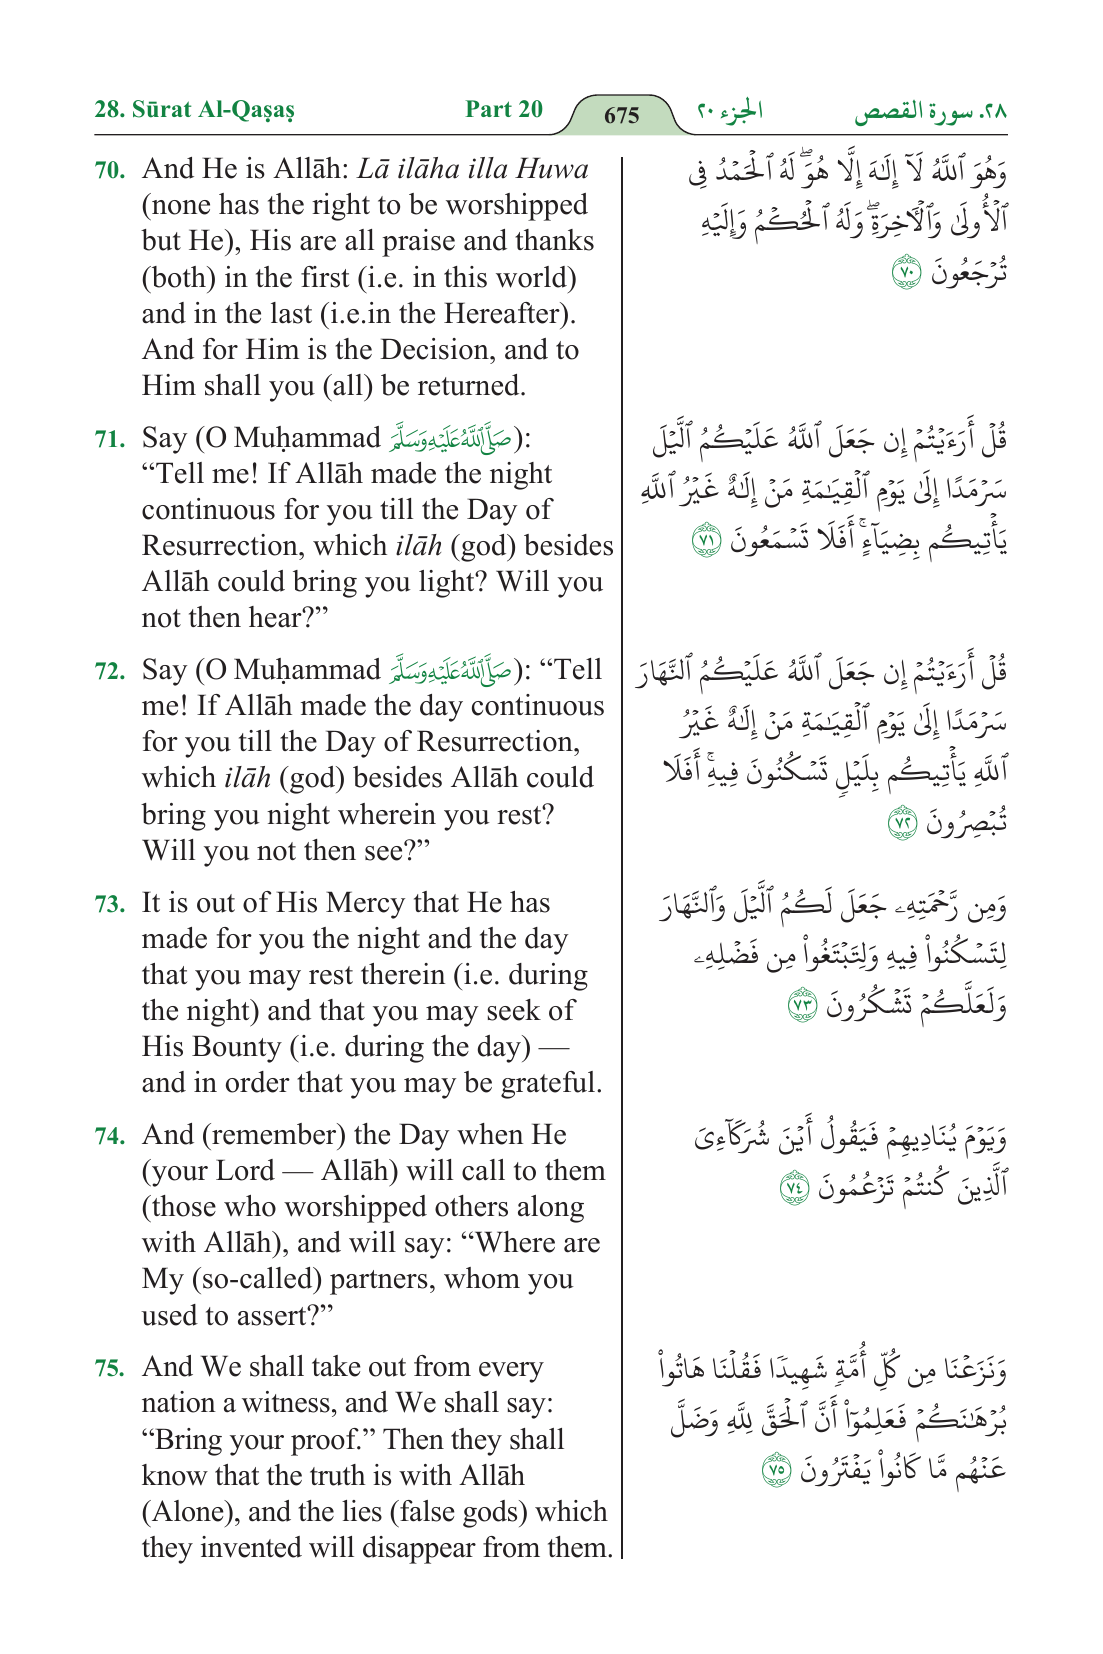 28. Sūrat Al-Qaṣaṣ
Part 20
675
الجزء ٢٠
٢٨. سورة القصص
70. And He is Allāh: Lā ilāha illa Huwa
(none has the right to be worshipped
but He), His are all praise and thanks
(both) in the first (i.e. in this world)
and in the last (i.e.in the Hereafter).
And for Him is the Decision, and to
Him shall you (all) be returned.
وَهُوَ ٱللَّهُ لَآ إِلَـٰهَ إِلَّا هُوَۖ لَهُ ٱلْحَمْدُ فِى
ٱلْأُولَىٰ وَٱلْـَٔاخِرَةِۖ وَلَهُ ٱلْحُكْمُ وَإِلَيْهِ
تُرْجَعُونَ ٧٠
71. Say (O Muḥammad صَلَّى ٱللَّهُ عَلَيْهِ وَسَلَّمَ):
“Tell me! If Allāh made the night
continuous for you till the Day of
Resurrection, which ilāh (god) besides
Allāh could bring you light? Will you
not then hear?”
قُلْ أَرَءَيْتُمْ إِن جَعَلَ ٱللَّهُ عَلَيْكُمُ ٱلَّيْلَ
سَرْمَدًا إِلَىٰ يَوْمِ ٱلْقِيَـٰمَةِ مَنْ إِلَـٰهٌ غَيْرُ ٱللَّهِ
يَأْتِيكُم بِضِيَآءٍۚ أَفَلَا تَسْمَعُونَ ٧١
72. Say (O Muḥammad صَلَّى ٱللَّهُ عَلَيْهِ وَسَلَّمَ): “Tell
me! If Allāh made the day continuous
for you till the Day of Resurrection,
which ilāh (god) besides Allāh could
bring you night wherein you rest?
Will you not then see?”
قُلْ أَرَءَيْتُمْ إِن جَعَلَ ٱللَّهُ عَلَيْكُمُ ٱلنَّهَارَ
سَرْمَدًا إِلَىٰ يَوْمِ ٱلْقِيَـٰمَةِ مَنْ إِلَـٰهٌ غَيْرُ
ٱللَّهِ يَأْتِيكُم بِلَيْلٍ تَسْكُنُونَ فِيهِۚ أَفَلَا
تُبْصِرُونَ ٧٢
73. It is out of His Mercy that He has
made for you the night and the day
that you may rest therein (i.e. during
the night) and that you may seek of
His Bounty (i.e. during the day) —
and in order that you may be grateful.
وَمِن رَّحْمَتِهِۦ جَعَلَ لَكُمُ ٱلَّيْلَ وَٱلنَّهَارَ
لِتَسْكُنُوا۟ فِيهِ وَلِتَبْتَغُوا۟ مِن فَضْلِهِۦ
وَلَعَلَّكُمْ تَشْكُرُونَ ٧٣
74. And (remember) the Day when He
(your Lord — Allāh) will call to them
(those who worshipped others along
with Allāh), and will say: “Where are
My (so-called) partners, whom you
used to assert?”
وَيَوْمَ يُنَادِيهِمْ فَيَقُولُ أَيْنَ شُرَكَآءِىَ
ٱلَّذِينَ كُنتُمْ تَزْعُمُونَ ٧٤
75. And We shall take out from every
nation a witness, and We shall say:
“Bring your proof.” Then they shall
know that the truth is with Allāh
(Alone), and the lies (false gods) which
they invented will disappear from them.
وَنَزَعْنَا مِن كُلِّ أُمَّةٍ شَهِيدًا فَقُلْنَا هَاتُوا۟
بُرْهَـٰنَكُمْ فَعَلِمُوٓا۟ أَنَّ ٱلْحَقَّ لِلَّهِ وَضَلَّ
عَنْهُم مَّا كَانُوا۟ يَفْتَرُونَ ٧٥